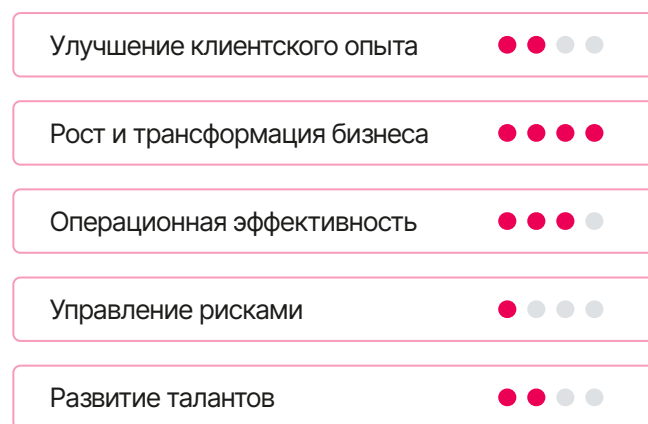 Улучшение клиентского опыта
Рост и трансформация бизнеса
Операционная эффективность
Управление рисками
Развитие талантов